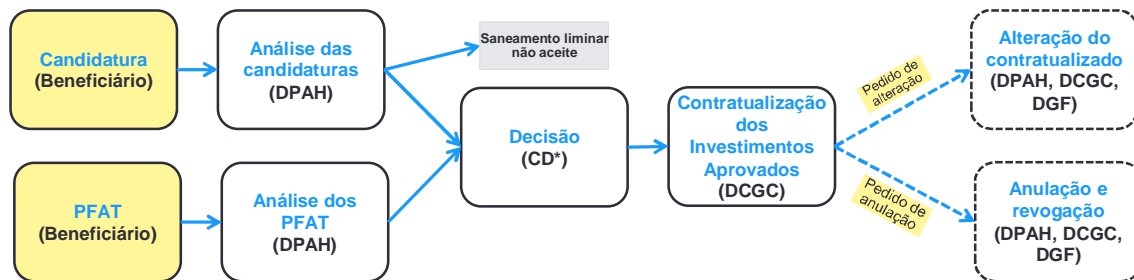 Candidatura
(Beneficiário)
Análise das
candidaturas
(DPAH)
Saneamento liminar
não aceite
PFAT
(Beneficiário)
Análise dos
PFAT
(DPAH)
Decisão
(CD*)
Contratualização
dos
Investimentos
Aprovados
(DCGC)
Pedido de
alteração
Alteração do
contratualizado
(DPAH, DCGC,
DGF)
Pedido de
anulação
Anulação e
revogação
(DPAH, DCGC,
DGF)